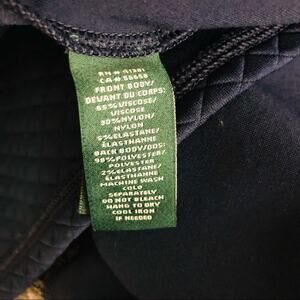 RN# 41381
CA# 56658
FRONT BODY/
DEVANT DU CORPS:
65% VISCOSE/
VISCOSE
30% NYLON/
NYLON
5% ELASTANE/
ÉLASTHANNE
BACK BODY/DOS:
98% POLYESTER/
POLYESTER
2% ELASTANE/
ÉLASTHANNE
MACHINE WASH
COLD
SEPARATELY
DO NOT BLEACH
HANG TO DRY
COOL IRON
IF NEEDED